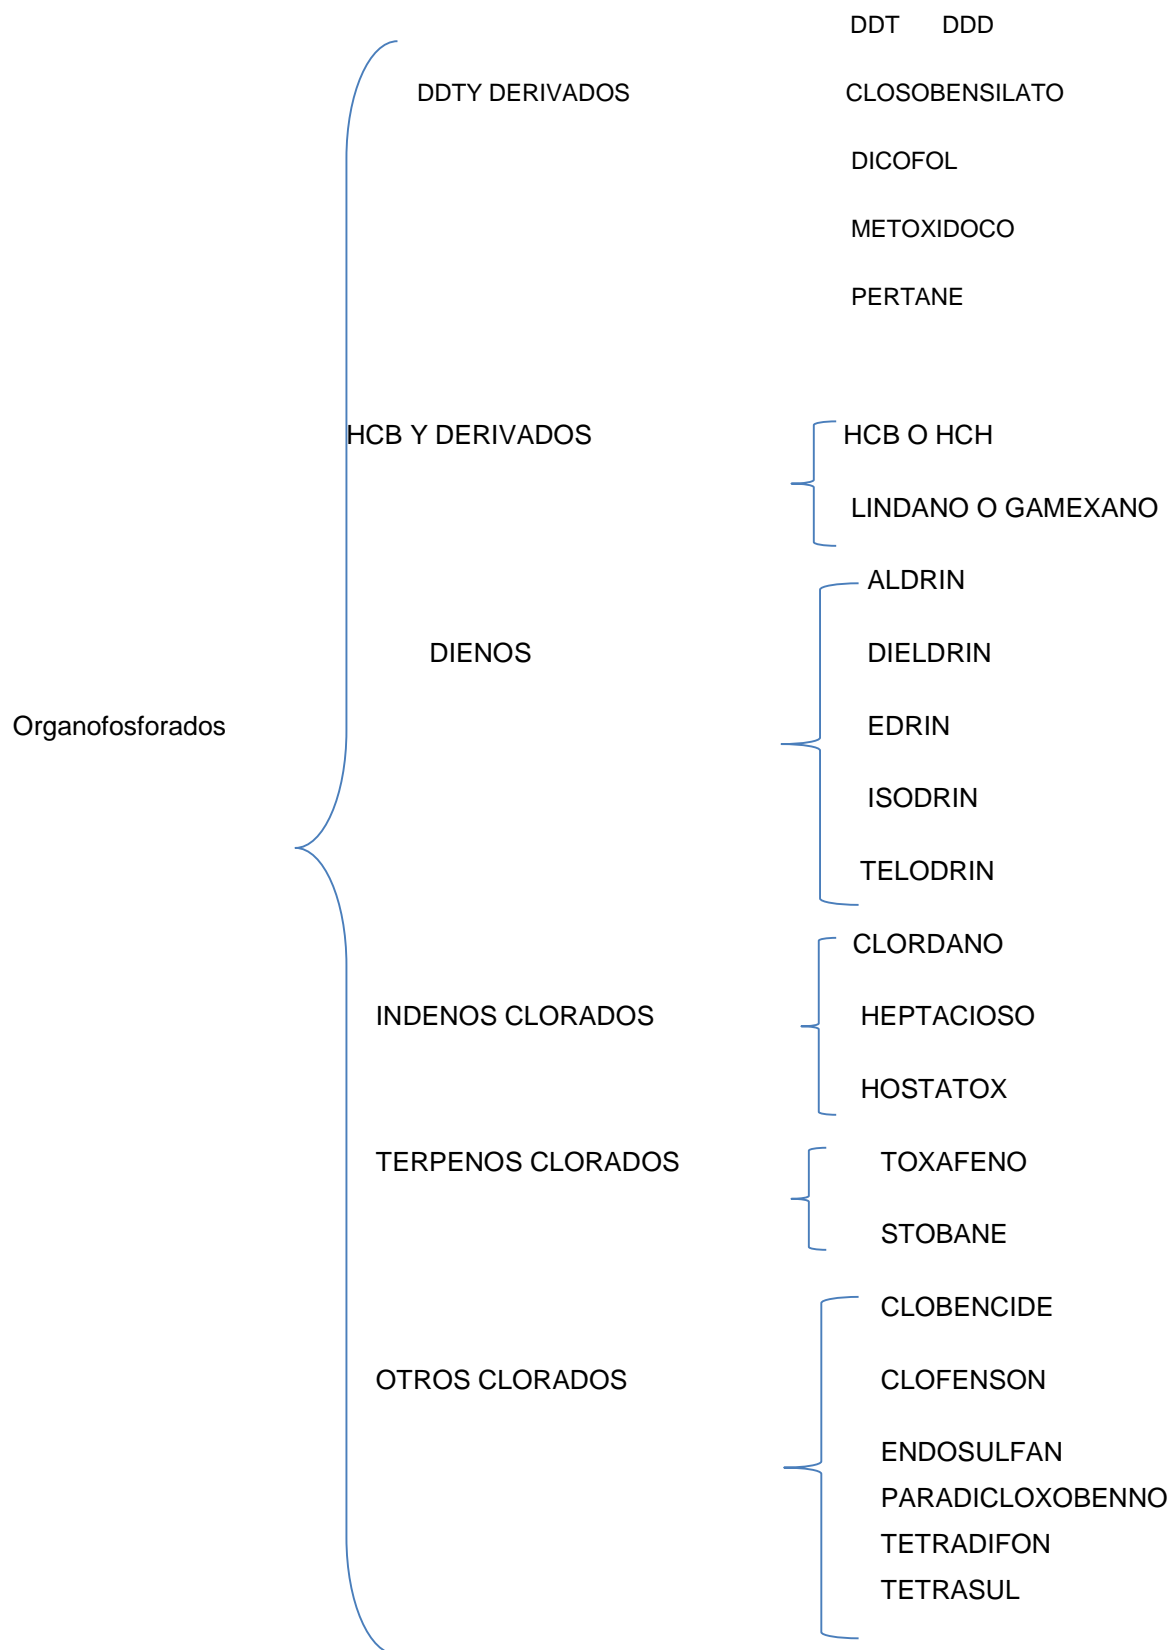 DDT DDD
DDTY DERIVADOS CLOSOBENSILATO
DICOFOL
METOXIDOCO
PERTANE
HCB Y DERIVADOS HCB O HCH
LINDANO O GAMEXANO
ALDRIN
DIENOS DIELDRIN
Organofosforados EDRIN
ISODRIN
TELODRIN
CLORDANO
INDENOS CLORADOS HEPTACIOSO
HOSTATOX
TERPENOS CLORADOS TOXAFENO
STOBANE
CLOBENCIDE
OTROS CLORADOS CLOFENSON
ENDOSULFAN
PARADICLOXOBENNO
TETRADIFON
TETRASUL